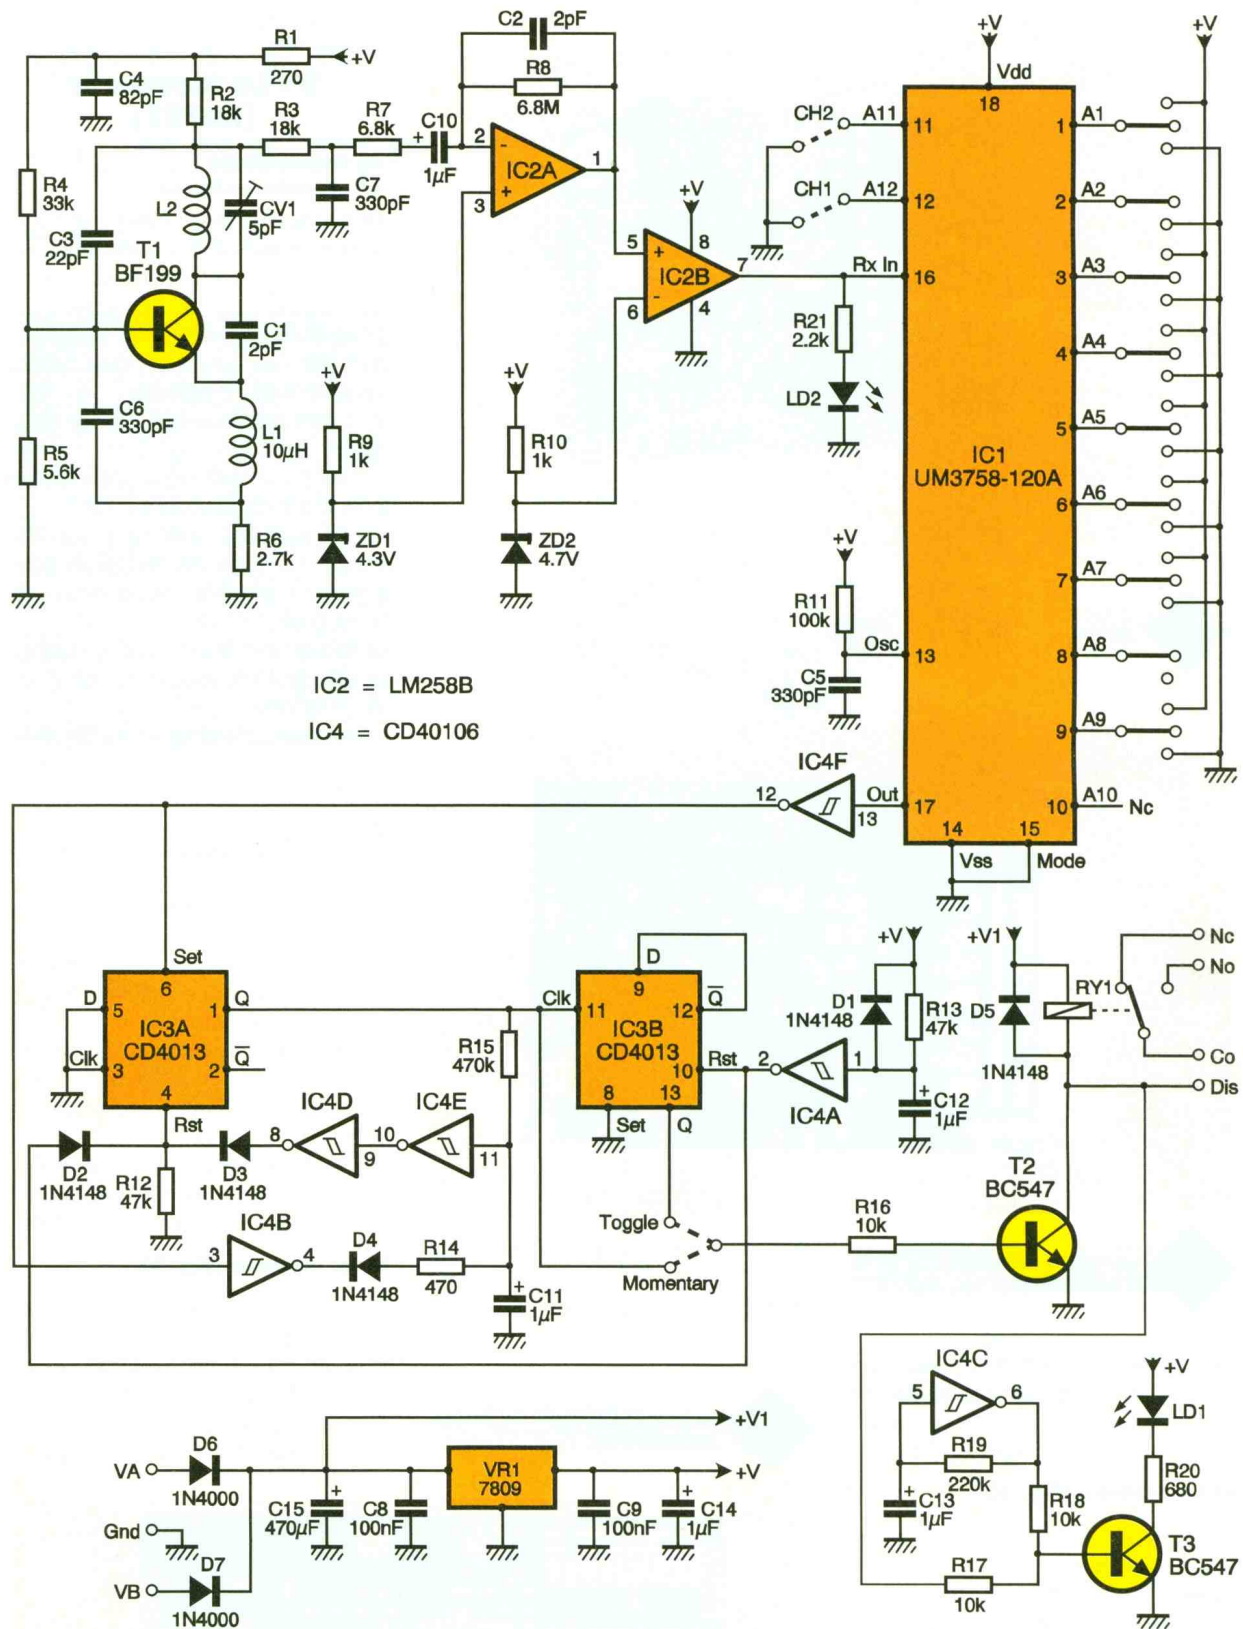 R1
270
+V
C4
82pF
R2
18k
R3
18k
R7
6.8k
C10
+
1µF
C2
2pF
R8
6.8M
2
-
IC2A
1
+
3
R4
33k
C3
22pF
L2
CV1
5pF
C7
330pF
T1
BF199
C1
2pF
C6
330pF
L1
10µH
R5
5.6k
R6
2.7k
+V
R9
1k
ZD1
4.3V
+V
R10
1k
ZD2
4.7V
+V
5
+
8
IC2B
7
6
-
4
+V
Vdd
18
+V
CH2
A11
11
CH1
A12
12
Rx In
16
R21
2.2k
LD2
IC1
UM3758-120A
1
A1
2
A2
3
A3
4
A4
5
A5
6
A6
7
A7
8
A8
9
A9
10
A10
Nc
+V
R11
100k
Osc
13
C5
330pF
IC2 = LM258B
IC4 = CD40106
IC4F
12
13
Out
17
14
15
Vss
Mode
Set
6
D
5
IC3A
CD4013
1
Q
Clk
3
2
Q
4
Rst
R15
470k
D
9
Clk
11
IC3B
CD4013
12
Q
10
Rst
8
Set
13
Q
2
1
IC4A
+V
D1
1N4148
R13
47k
+
C12
1µF
+V1
D5
1N4148
RY1
Nc
No
Co
Dis
D2
1N4148
R12
47k
D3
1N4148
IC4D
8
9
IC4E
10
11
IC4B
3
4
D4
1N4148
R14
470
+
C11
1µF
Toggle
Momentary
R16
10k
T2
BC547
IC4C
5
6
R19
220k
+
C13
1µF
R18
10k
R17
10k
+V
LD1
R20
680
T3
BC547
+V1
VA
D6
1N4000
Gnd
VB
D7
1N4000
+
C15
470µF
C8
100nF
VR1
7809
C9
100nF
+
C14
1µF
+V